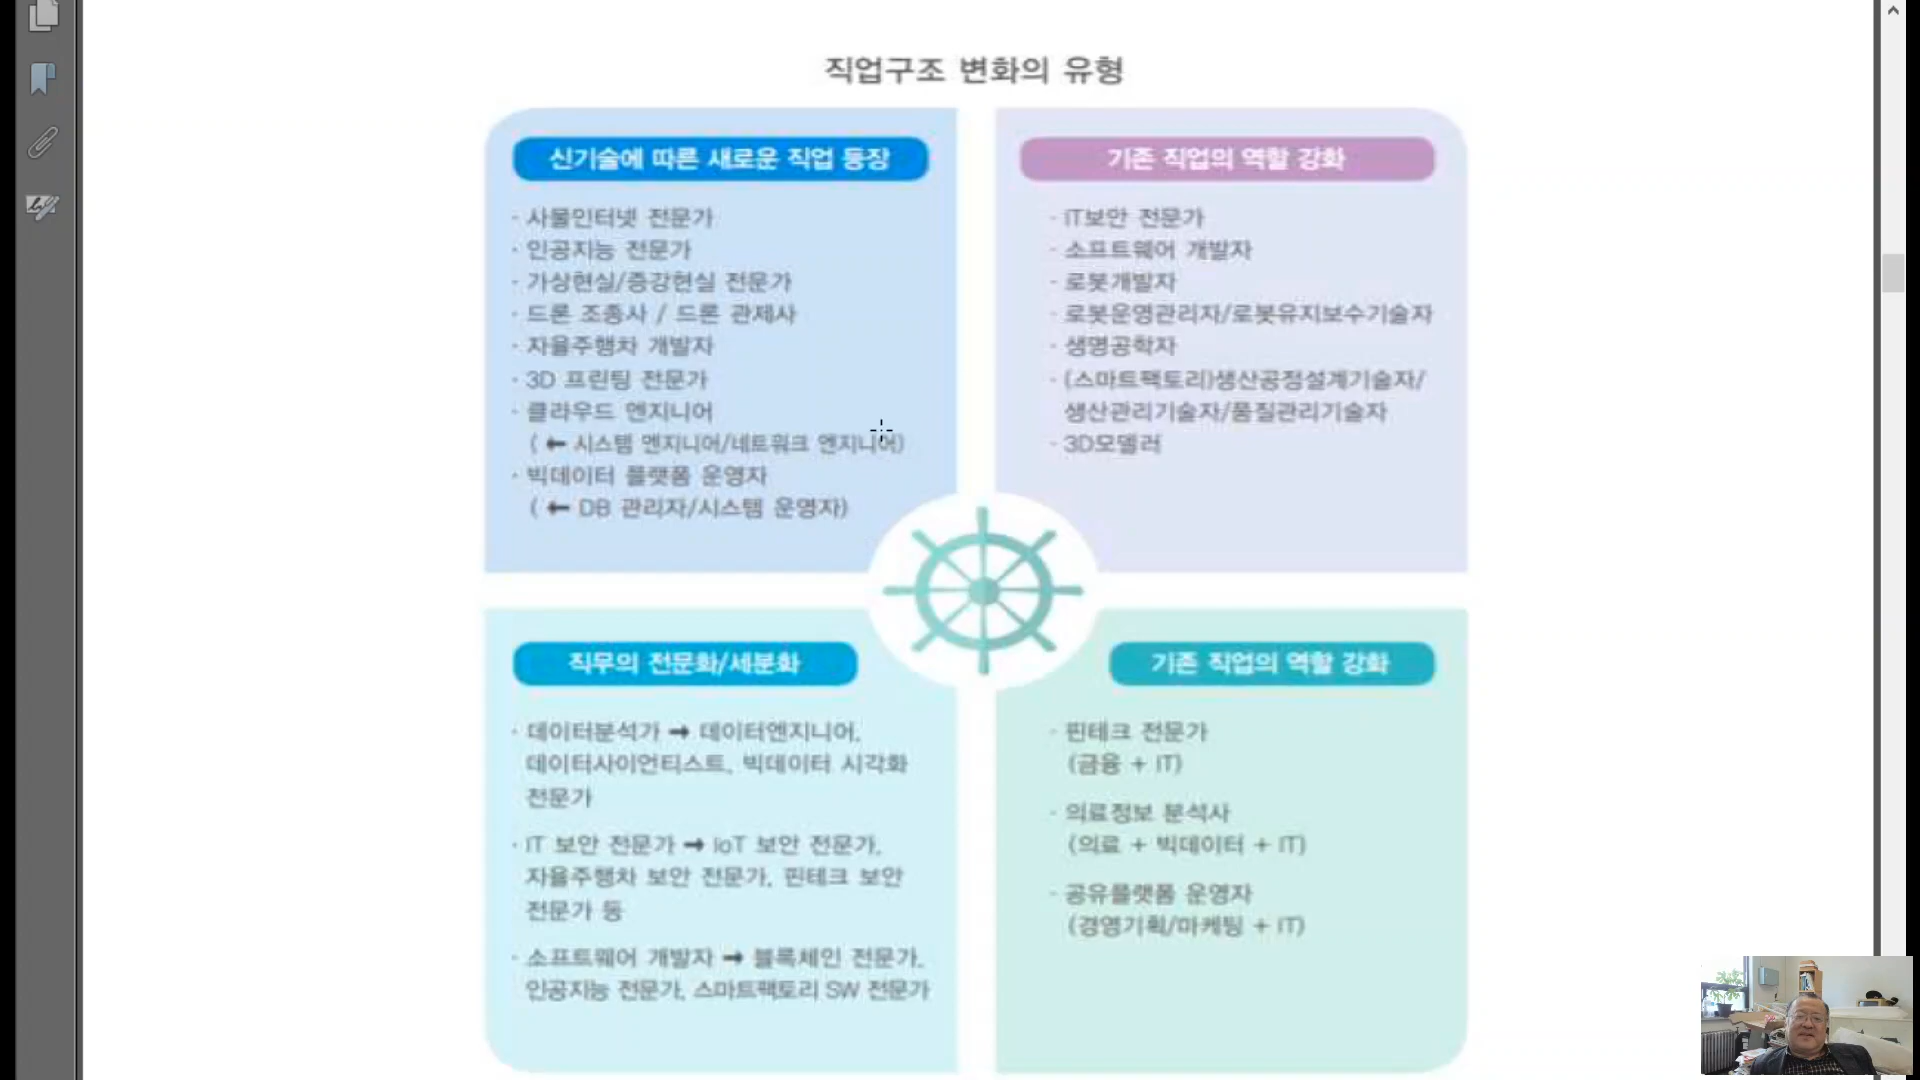 직업구조 변화의 유형
신기술에 따른 새로운 직업 등장
· 사물인터넷 전문가
· 인공지능 전문가
· 가상현실/증강현실 전문가
· 드론 조종사 / 드론 관제사
· 자율주행차 개발자
· 3D 프린팅 전문가
· 클라우드 엔지니어
( ← 시스템 엔지니어/네트워크 엔지니어)
· 빅데이터 플랫폼 운영자
( ← DB 관리자/시스템 운영자)
기존 직업의 역할 강화
· IT보안 전문가
· 소프트웨어 개발자
· 로봇개발자
· 로봇운영관리자/로봇유지보수기술자
· 생명공학자
· (스마트팩토리)생산공정설계기술자/
생산관리기술자/품질관리기술자
· 3D모델러
직무의 전문화/세분화
· 데이터분석가 → 데이터엔지니어,
데이터사이언티스트, 빅데이터 시각화
전문가
· IT 보안 전문가 → IoT 보안 전문가,
자율주행차 보안 전문가, 핀테크 보안
전문가 등
· 소프트웨어 개발자 → 블록체인 전문가,
인공지능 전문가, 스마트팩토리 SW 전문가
기존 직업의 역할 강화
· 핀테크 전문가
(금융 + IT)
· 의료정보 분석사
(의료 + 빅데이터 + IT)
· 공유플랫폼 운영자
(경영기획/마케팅 + IT)